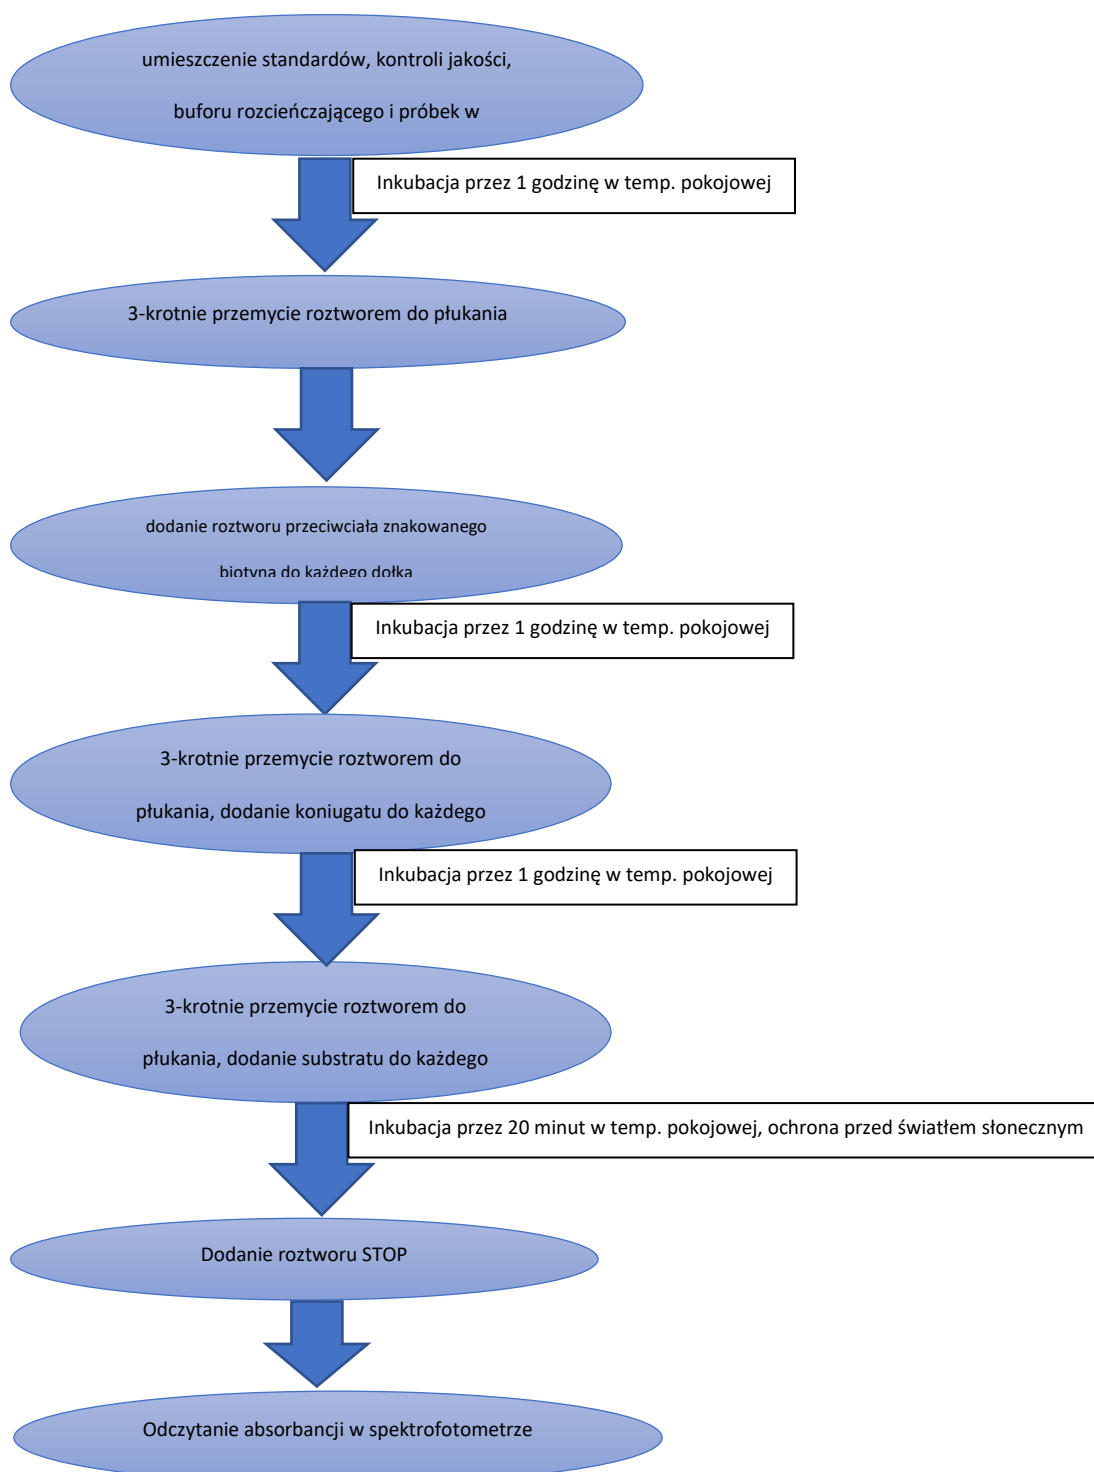 umieszczenie standardów, kontroli jakości,
buforu rozcieńczającego i próbek w
Inkubacja przez 1 godzinę w temp. pokojowej
3-krotnie przemycie roztworem do płukania
dodanie roztworu przeciwciała znakowanego
biotyna do każdego dołka
Inkubacja przez 1 godzinę w temp. pokojowej
3-krotnie przemycie roztworem do
płukania, dodanie koniugatu do każdego
Inkubacja przez 1 godzinę w temp. pokojowej
3-krotnie przemycie roztworem do
płukania, dodanie substratu do każdego
Inkubacja przez 20 minut w temp. pokojowej, ochrona przed światłem słonecznym
Dodanie roztworu STOP
Odczytanie absorbancji w spektrofotometrze